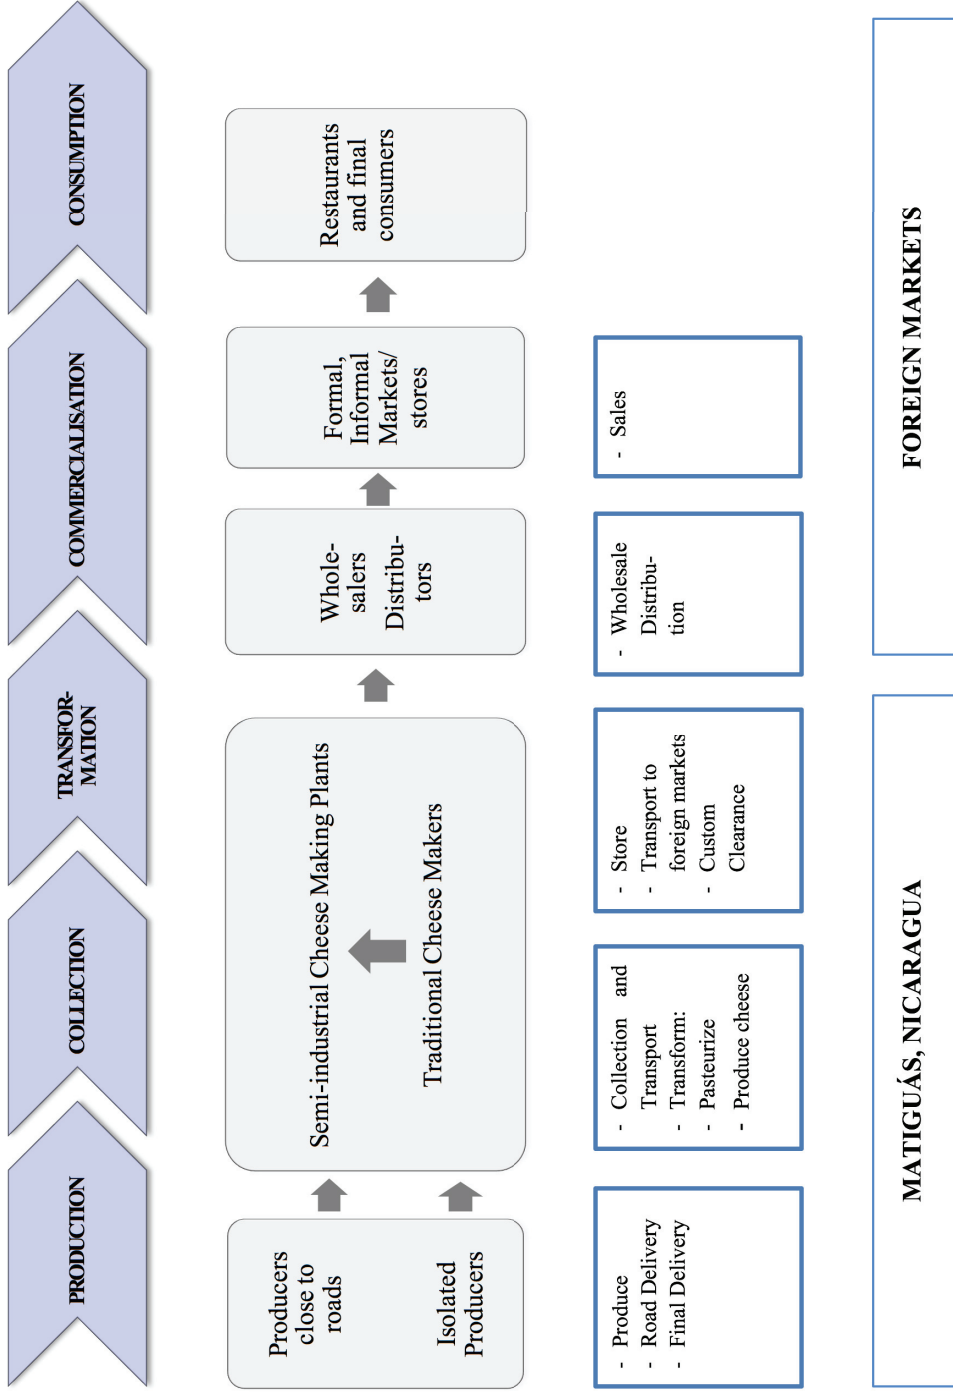 PRODUCTION
COLLECTION
TRANSFOR-
MATION
COMMERCIALISATION
CONSUMPTION
Producers
close to
roads
Isolated
Producers
Semi-industrial Cheese Making Plants
Traditional Cheese Makers
Whole-
salers
Distribu-
tors
Formal,
Informal
Markets/
stores
Restaurants
and final
consumers
- Produce
- Road Delivery
- Final Delivery
- Collection and
Transport
- Transform:
- Pasteurize
- Produce cheese
- Store
- Transport to
foreign markets
- Custom
Clearance
- Wholesale
Distribu-
tion
- Sales
MATIGUÁS, NICARAGUA
FOREIGN MARKETS